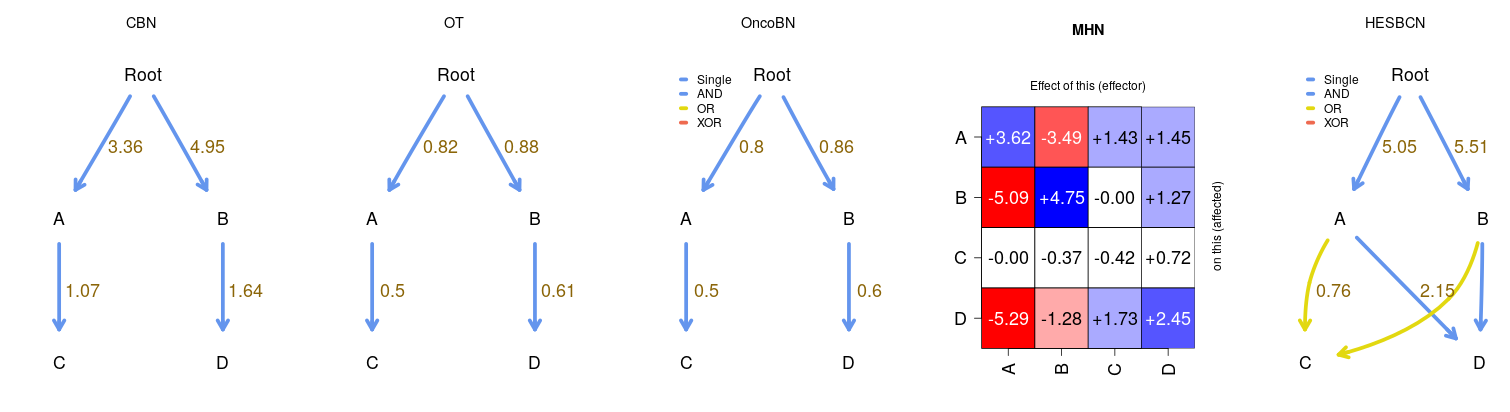 CBN
Root
3.36
4.95
A
B
1.07
1.64
C
D
OT
Root
0.82
0.88
A
B
0.5
0.61
C
D
OncoBN
Single
AND
OR
XOR
Root
0.8
0.86
A
B
0.5
0.6
C
D
MHN
Effect of this (effector)
A +3.62 -3.49 +1.43 +1.45
B -5.09 +4.75 -0.00 +1.27
C -0.00 -0.37 -0.42 +0.72
D -5.29 -1.28 +1.73 +2.45
A B C D
on this (affected)
HESBCN
Single
AND
OR
XOR
Root
5.05
5.51
A
B
0.76
2.15
C
D